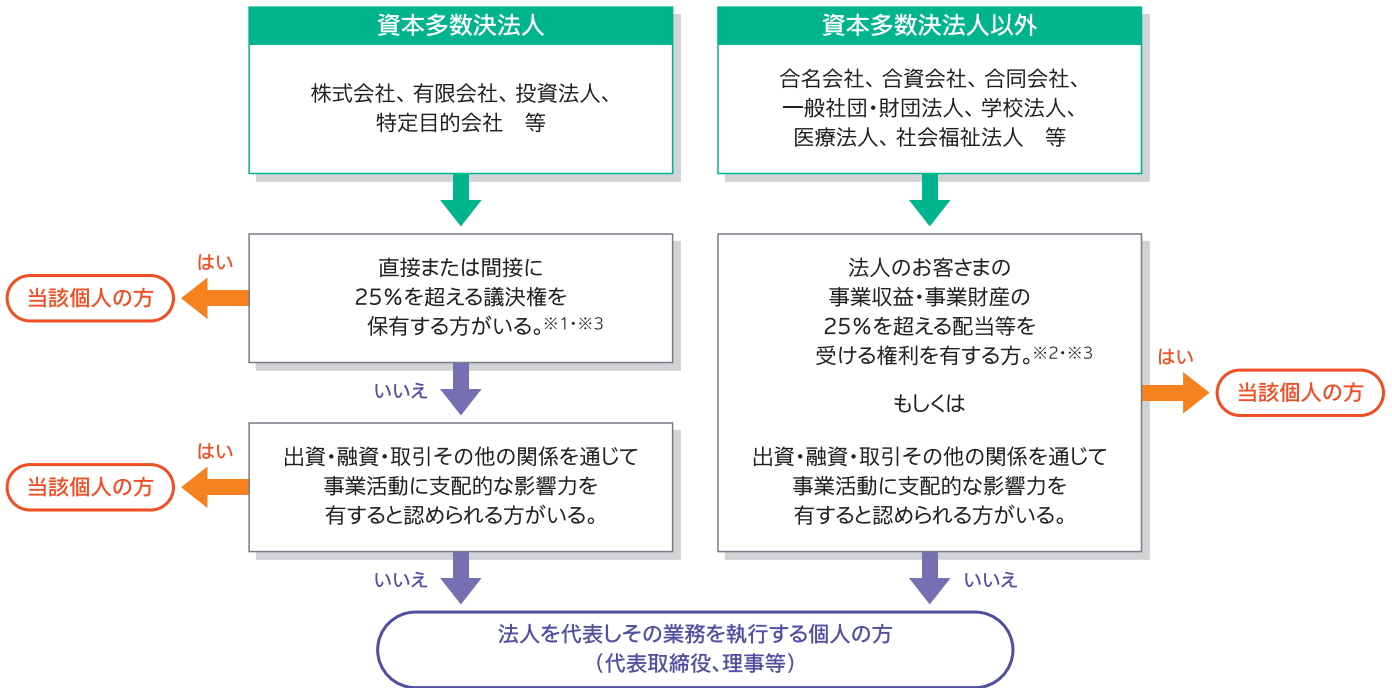 資本多数決法人
株式会社、有限会社、投資法人、
特定目的会社　等
資本多数決法人以外
合名会社、合資会社、合同会社、
一般社団・財団法人、学校法人、
医療法人、社会福祉法人　等
直接または間接に
25%を超える議決権を
保有する方がいる。※1・※3
はい
当該個人の方
いいえ
出資・融資・取引その他の関係を通じて
事業活動に支配的な影響力を
有すると認められる方がいる。
はい
当該個人の方
いいえ
法人のお客さまの
事業収益・事業財産の
25%を超える配当等を
受ける権利を有する方。※2・※3
もしくは
出資・融資・取引その他の関係を通じて
事業活動に支配的な影響力を
有すると認められる方がいる。
はい
当該個人の方
いいえ
法人を代表しその業務を執行する個人の方
（代表取締役、理事等）